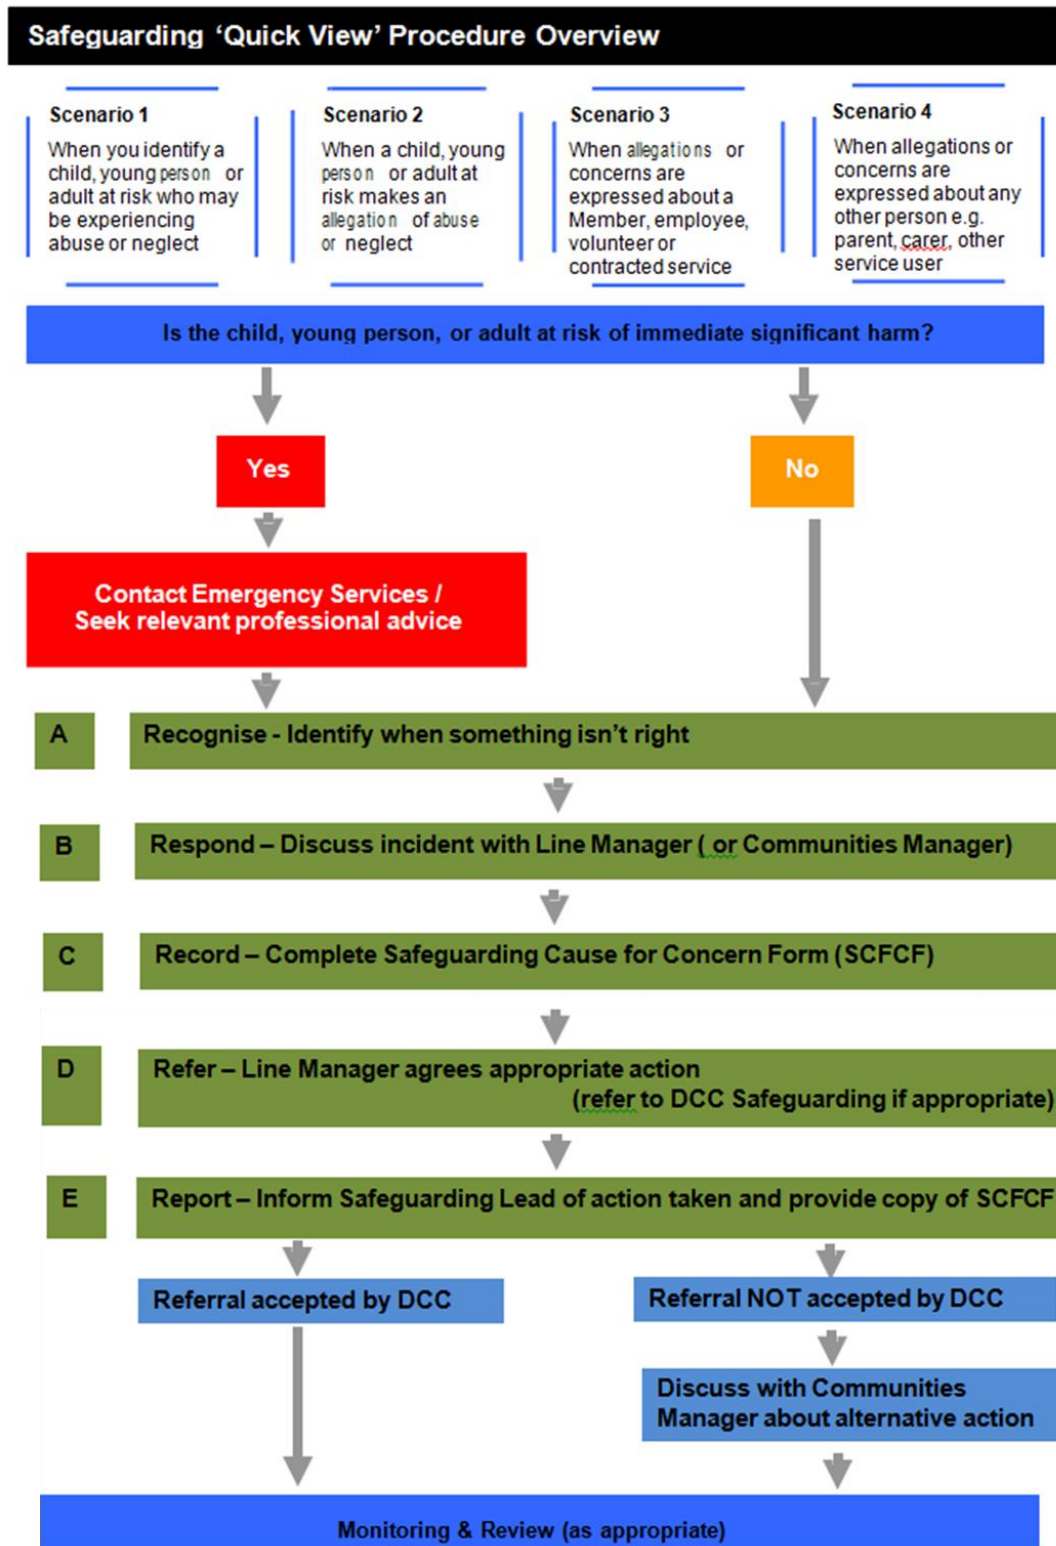 Safeguarding ‘Quick View’ Procedure Overview
Scenario 1
When you identify a
child, young person or
adult at risk who may
be experiencing
abuse or neglect
Scenario 2
When a child, young
person or adult at
risk makes an
allegation of abuse
or neglect
Scenario 3
When allegations or
concerns are
expressed about a
Member, employee,
volunteer or
contracted service
Scenario 4
When allegations or
concerns are
expressed about any
other person e.g.
parent, carer, other
service user
Is the child, young person, or adult at risk of immediate significant harm?
Yes
No
Contact Emergency Services /
Seek relevant professional advice
A
Recognise - Identify when something isn’t right
B
Respond – Discuss incident with Line Manager ( or Communities Manager)
C
Record – Complete Safeguarding Cause for Concern Form (SCFCF)
D
Refer – Line Manager agrees appropriate action
(refer to DCC Safeguarding if appropriate)
E
Report – Inform Safeguarding Lead of action taken and provide copy of SCFCF
Referral accepted by DCC
Referral NOT accepted by DCC
Discuss with Communities
Manager about alternative action
Monitoring & Review (as appropriate)